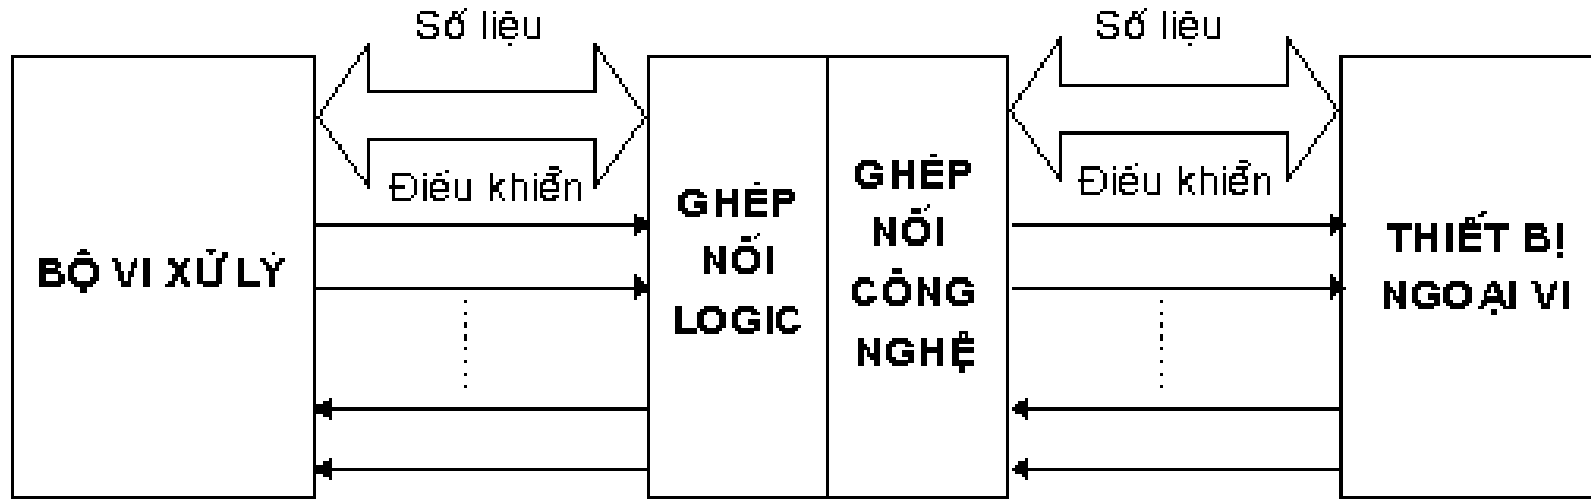 Số liệu
Số liệu
Điều khiển
Điều khiển
BỘ VI XỬ LÝ
GHÉP
NỐI
LOGIC
GHÉP
NỐI
CÔNG
NGHỆ
THIẾT BỊ
NGOẠI VI